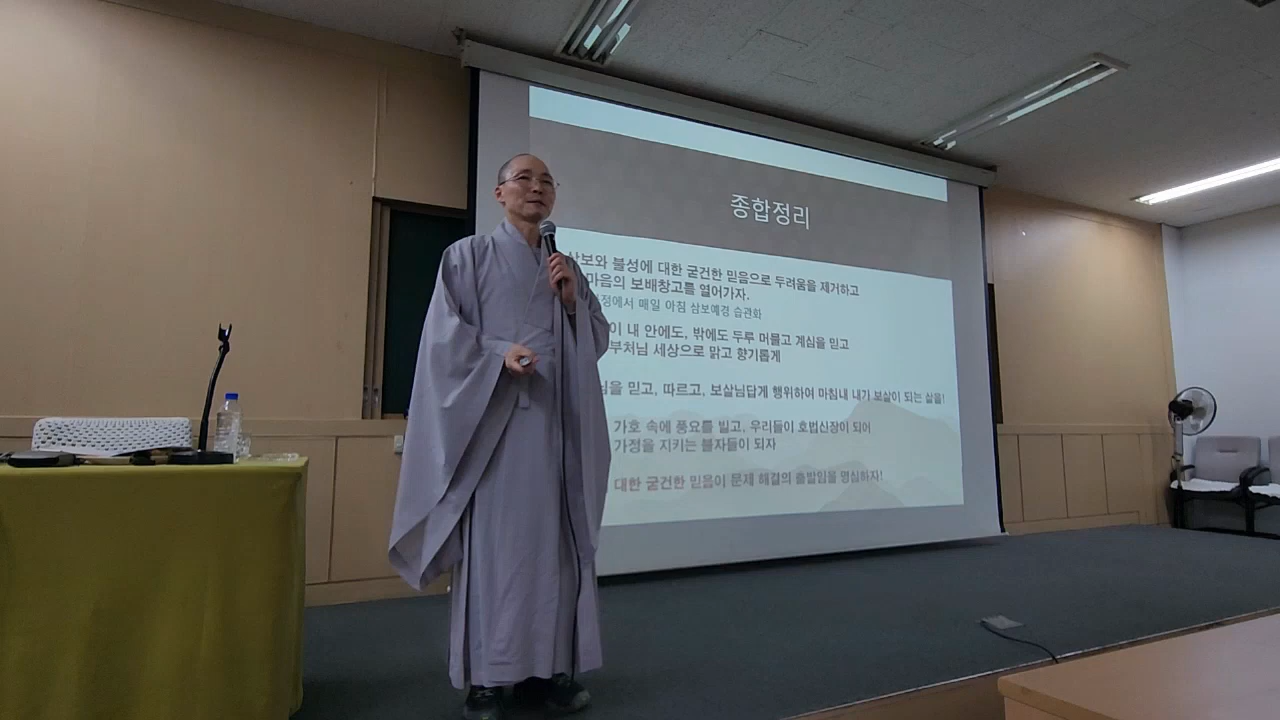 종합정리
삼보와 불성에 대한 굳건한 믿음으로 두려움을 제거하고
마음의 보배창고를 열어가자.
정에서 매일 아침 삼보예경 습관화
이 내 안에도, 밖에도 두루 머물고 계심을 믿고
부처님 세상으로 맑고 향기롭게
님을 믿고, 따르고, 보살님답게 행위하여 마침내 내가 보살이 되는 삶을!
가호 속에 풍요를 빌고, 우리들이 호법신장이 되어
가정을 지키는 불자들이 되자
대한 굳건한 믿음이 문제 해결의 출발임을 명심하자!